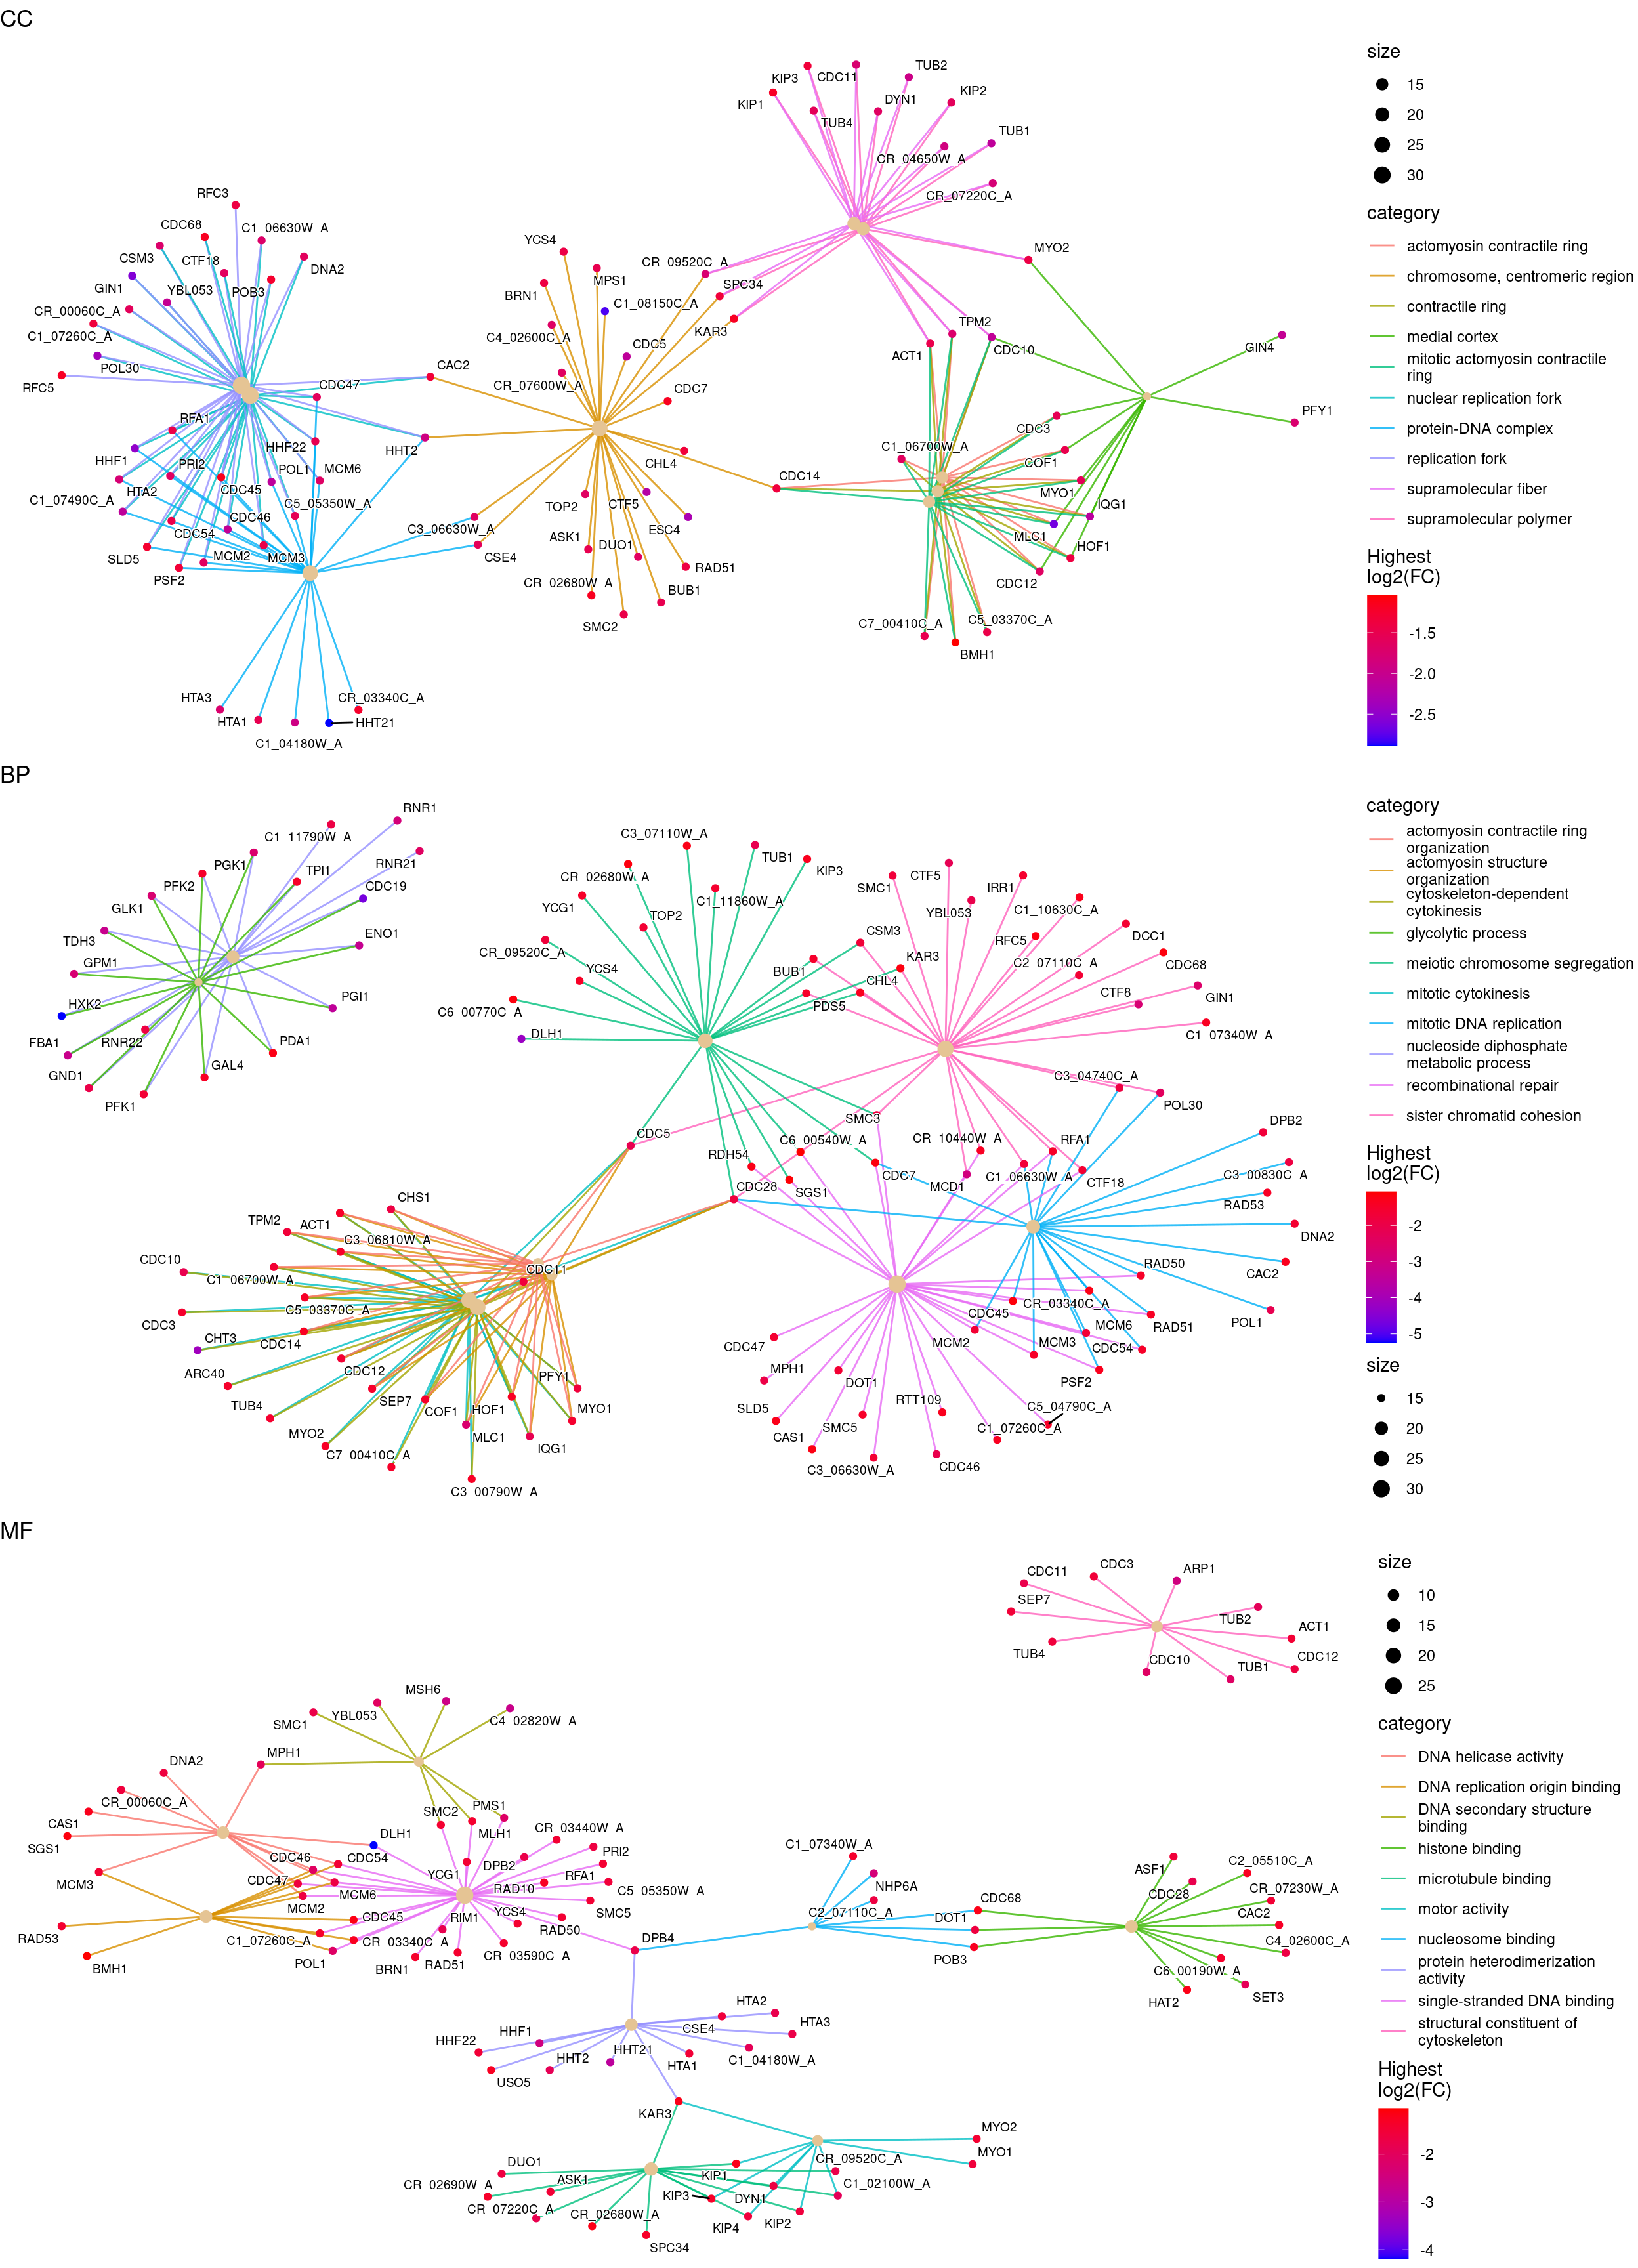 CC
KIP3
CDC11
TUB2
KIP1
DYN1
KIP2
TUB4
TUB1
CR_04650W_A
CR_07220C_A
RFC3
CDC68
C1_06630W_A
CSM3
CTF18
DNA2
GIN1
YBL053
POB3
CR_00060C_A
C1_07260C_A
POL30
RFC5
YCS4
MPS1
BRN1
C1_08150C_A
C4_02600C_A
CDC5
CR_07600W_A
CDC7
CR_09520C_A
SPC34
KAR3
MYO2
TPM2
ACT1
CDC10
GIN4
PFY1
CAC2
CDC47
RFA1
HHF22
HHT2
HHF1
PRI2
POL1
MCM6
HTA2
CDC45
C1_07490C_A
C5_05350W_A
CDC46
CDC54
MCM2
MCM3
SLD5
PSF2
CHL4
TOP2
CTF5
ESC4
C3_06630W_A
CSE4
ASK1
DUO1
RAD51
CR_02680W_A
BUB1
SMC2
CDC14
C1_06700W_A
CDC3
COF1
MYO1
IQG1
MLC1
HOF1
CDC12
C7_00410C_A
C5_03370C_A
BMH1
HTA3
HTA1
CR_03340C_A
HHT21
C1_04180W_A
size
15
20
25
30
category
actomyosin contractile ring
chromosome, centromeric region
contractile ring
medial cortex
mitotic actomyosin contractile
ring
nuclear replication fork
protein-DNA complex
replication fork
supramolecular fiber
supramolecular polymer
Highest
log2(FC)
-1.5
-2.0
-2.5
BP
RNR1
C1_11790W_A
PGK1
TPI1
RNR21
PFK2
CDC19
GLK1
TDH3
ENO1
GPM1
HXK2
PGI1
FBA1
RNR22
PDA1
GND1
GAL4
PFK1
C3_07110W_A
TUB1
KIP3
CR_02680W_A
C1_11860W_A
YCG1
TOP2
CR_09520C_A
YCS4
C6_00770C_A
DLH1
CSM3
BUB1
KAR3
CHL4
PDS5
SMC1
CTF5
IRR1
YBL053
C1_10630C_A
RFC5
DCC1
C2_07110C_A
CDC68
CTF8
GIN1
C1_07340W_A
C3_04740C_A
POL30
SMC3
CDC5
C6_00540W_A
CR_10440W_A
RFA1
DPB2
RDH54
CDC7
C1_06630W_A
C3_00830C_A
CDC28
SGS1
MCD1
CTF18
RAD53
DNA2
CAC2
RAD50
POL1
CR_03340C_A
CDC45
RAD51
MCM6
MCM2
MCM3
CDC54
PSF2
CDC47
MPH1
DOT1
SLD5
SMC5
RTT109
C5_04790C_A
CAS1
C1_07260C_A
C3_06630W_A
CDC46
CHS1
TPM2
ACT1
C3_06810W_A
CDC10
CDC11
C1_06700W_A
C5_03370C_A
CDC3
CHT3
CDC14
ARC40
CDC12
PFY1
TUB4
SEP7
COF1
HOF1
MYO1
MYO2
MLC1
IQG1
C7_00410C_A
C3_00790W_A
category
actomyosin contractile ring
organization
actomyosin structure
organization
cytoskeleton-dependent
cytokinesis
glycolytic process
meiotic chromosome segregation
mitotic cytokinesis
mitotic DNA replication
nucleoside diphosphate
metabolic process
recombinational repair
sister chromatid cohesion
Highest
log2(FC)
-2
-3
-4
-5
size
15
20
25
30
MF
CDC11
CDC3
ARP1
SEP7
TUB2
ACT1
TUB4
CDC10
TUB1
CDC12
MSH6
SMC1
YBL053
C4_02820W_A
DNA2
MPH1
CR_00060C_A
CAS1
SGS1
SMC2
PMS1
DLH1
MLH1
CR_03440W_A
CDC46
CDC54
YCG1
DPB2
PRI2
MCM3
CDC47
RFA1
MCM6
RAD10
C5_05350W_A
MCM2
SMC5
RAD53
CDC45
RIM1
YCS4
RAD50
C1_07260C_A
CR_03340C_A
BMH1
POL1
BRN1
RAD51
CR_03590C_A
DPB4
C1_07340W_A
NHP6A
C2_07110C_A
CDC68
DOT1
POB3
ASF1
C2_05510C_A
CDC28
CR_07230W_A
CAC2
C4_02600C_A
C6_00190W_A
HAT2
SET3
HTA2
HHF1
CSE4
HTA3
HHF22
HHT21
HHT2
HTA1
C1_04180W_A
USO5
KAR3
MYO2
MYO1
DUO1
CR_09520C_A
CR_02690W_A
ASK1
KIP1
C1_02100W_A
KIP3
DYN1
CR_07220C_A
CR_02680W_A
KIP4
KIP2
SPC34
size
10
15
20
25
category
DNA helicase activity
DNA replication origin binding
DNA secondary structure
binding
histone binding
microtubule binding
motor activity
nucleosome binding
protein heterodimerization
activity
single-stranded DNA binding
structural constituent of
cytoskeleton
Highest
log2(FC)
-2
-3
-4